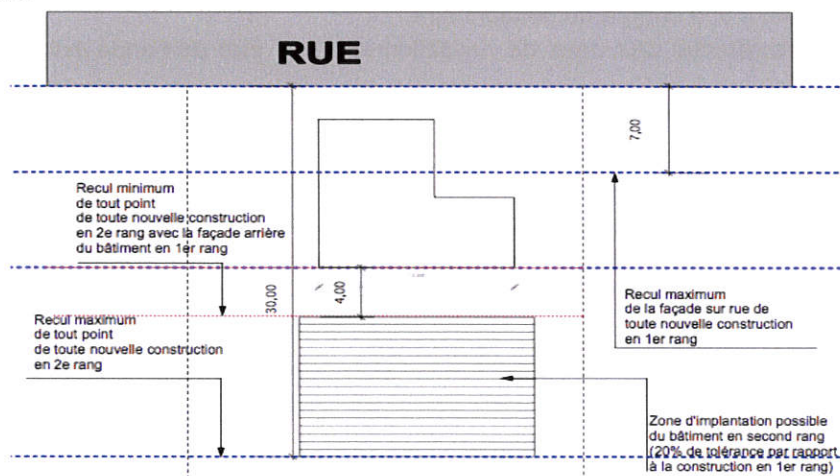 RUE
7,00
Recul minimum
de tout point
de toute nouvelle construction
en 2e rang avec la façade arrière
du bâtiment en 1er rang
30,00
4,00
Recul maximum
de la façade sur rue de
toute nouvelle construction
en 1er rang
Recul maximum
de tout point
de toute nouvelle construction
en 2e rang
Zone d'implantation possible
du bâtiment en second rang
(20% de tolérance par rapport
à la construction en 1er rang)